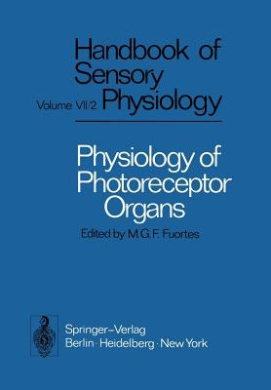 Handbook of
Sensory
Volume VII/2 Physiology
Physiology of
Photoreceptor
Organs
Edited by M.G.F. Fuortes
Springer-Verlag
Berlin · Heidelberg · New York